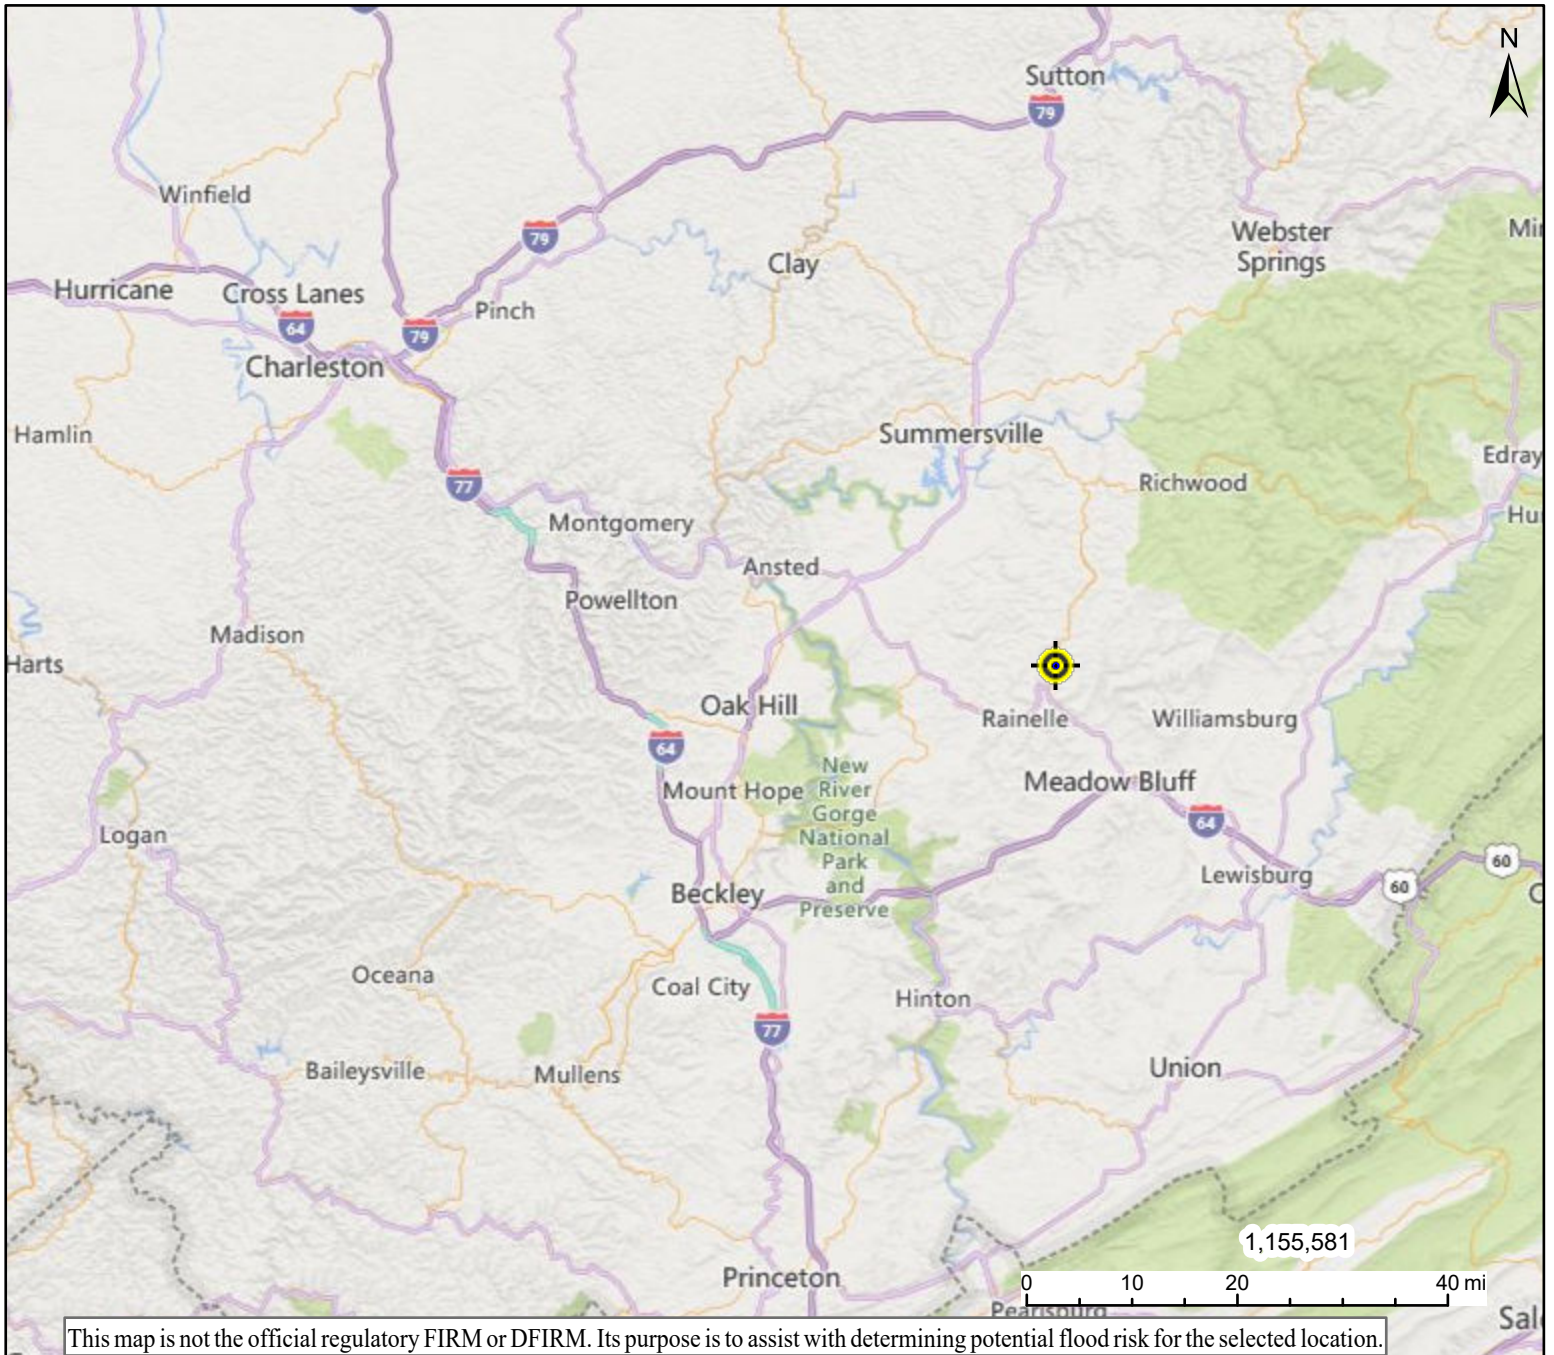 N
Sutton
79
Winfield
79
Clay
Webster
Springs
Hurricane
Cross Lanes
64
79
Pinch
Charleston
Hamlin
Summersville
Edray
77
Richwood
Montgomery
Ansted
Powellton
Madison
Harts
Oak Hill
Rainelle
Williamsburg
64
Mount Hope
New
River
Gorge
National
Park
and
Preserve
Meadow Bluff
64
Logan
Beckley
Lewisburg
60
60
Oceana
Coal City
Hinton
77
Baileysville
Mullens
Union
1,155,581
Princeton
0 10 20 40 mi
Pearisburg
This map is not the official regulatory FIRM or DFIRM. Its purpose is to assist with determining potential flood risk for the selected location.